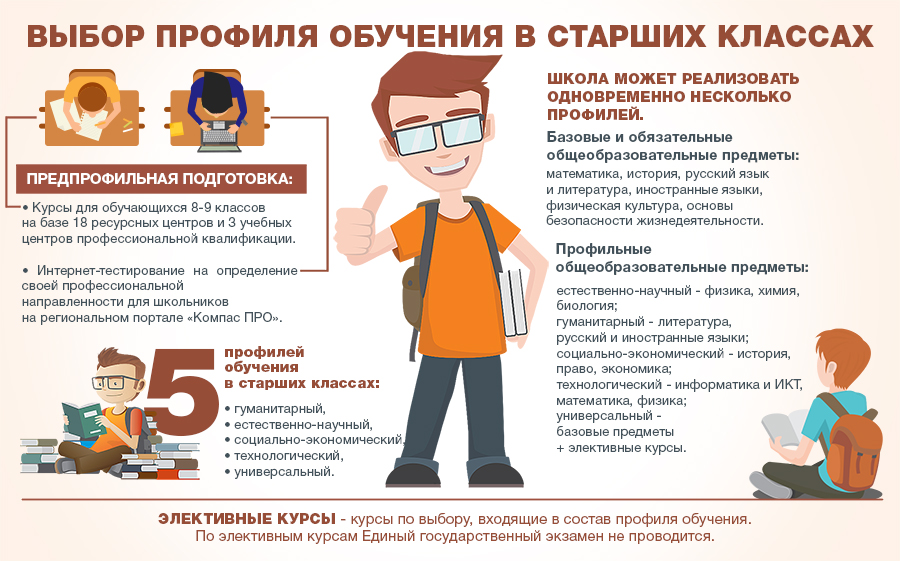 ВЫБОР ПРОФИЛЯ ОБУЧЕНИЯ В СТАРШИХ КЛАССАХ
ПРЕДПРОФИЛЬНАЯ ПОДГОТОВКА:
• Курсы для обучающихся 8-9 классов
на базе 18 ресурсных центров и 3 учебных
центров профессиональной квалификации.
• Интернет-тестирование на определение
своей профессиональной
направленности для школьников
на региональном портале «Компас ПРО».
5 профилей
обучения
в старших классах:
• гуманитарный,
• естественно-научный,
• социально-экономический,
• технологический,
• универсальный.
ШКОЛА МОЖЕТ РЕАЛИЗОВАТЬ
ОДНОВРЕМЕННО НЕСКОЛЬКО
ПРОФИЛЕЙ.
Базовые и обязательные
общеобразовательные предметы:
математика, история, русский язык
и литература, иностранные языки,
физическая культура, основы
безопасности жизнедеятельности.
Профильные
общеобразовательные предметы:
естественно-научный - физика, химия,
биология;
гуманитарный - литература,
русский и иностранные языки;
социально-экономический - история,
право, экономика;
технологический - информатика и ИКТ,
математика, физика;
универсальный -
базовые предметы
+ элективные курсы.
ЭЛЕКТИВНЫЕ КУРСЫ - курсы по выбору, входящие в состав профиля обучения.
По элективным курсам Единый государственный экзамен не проводится.